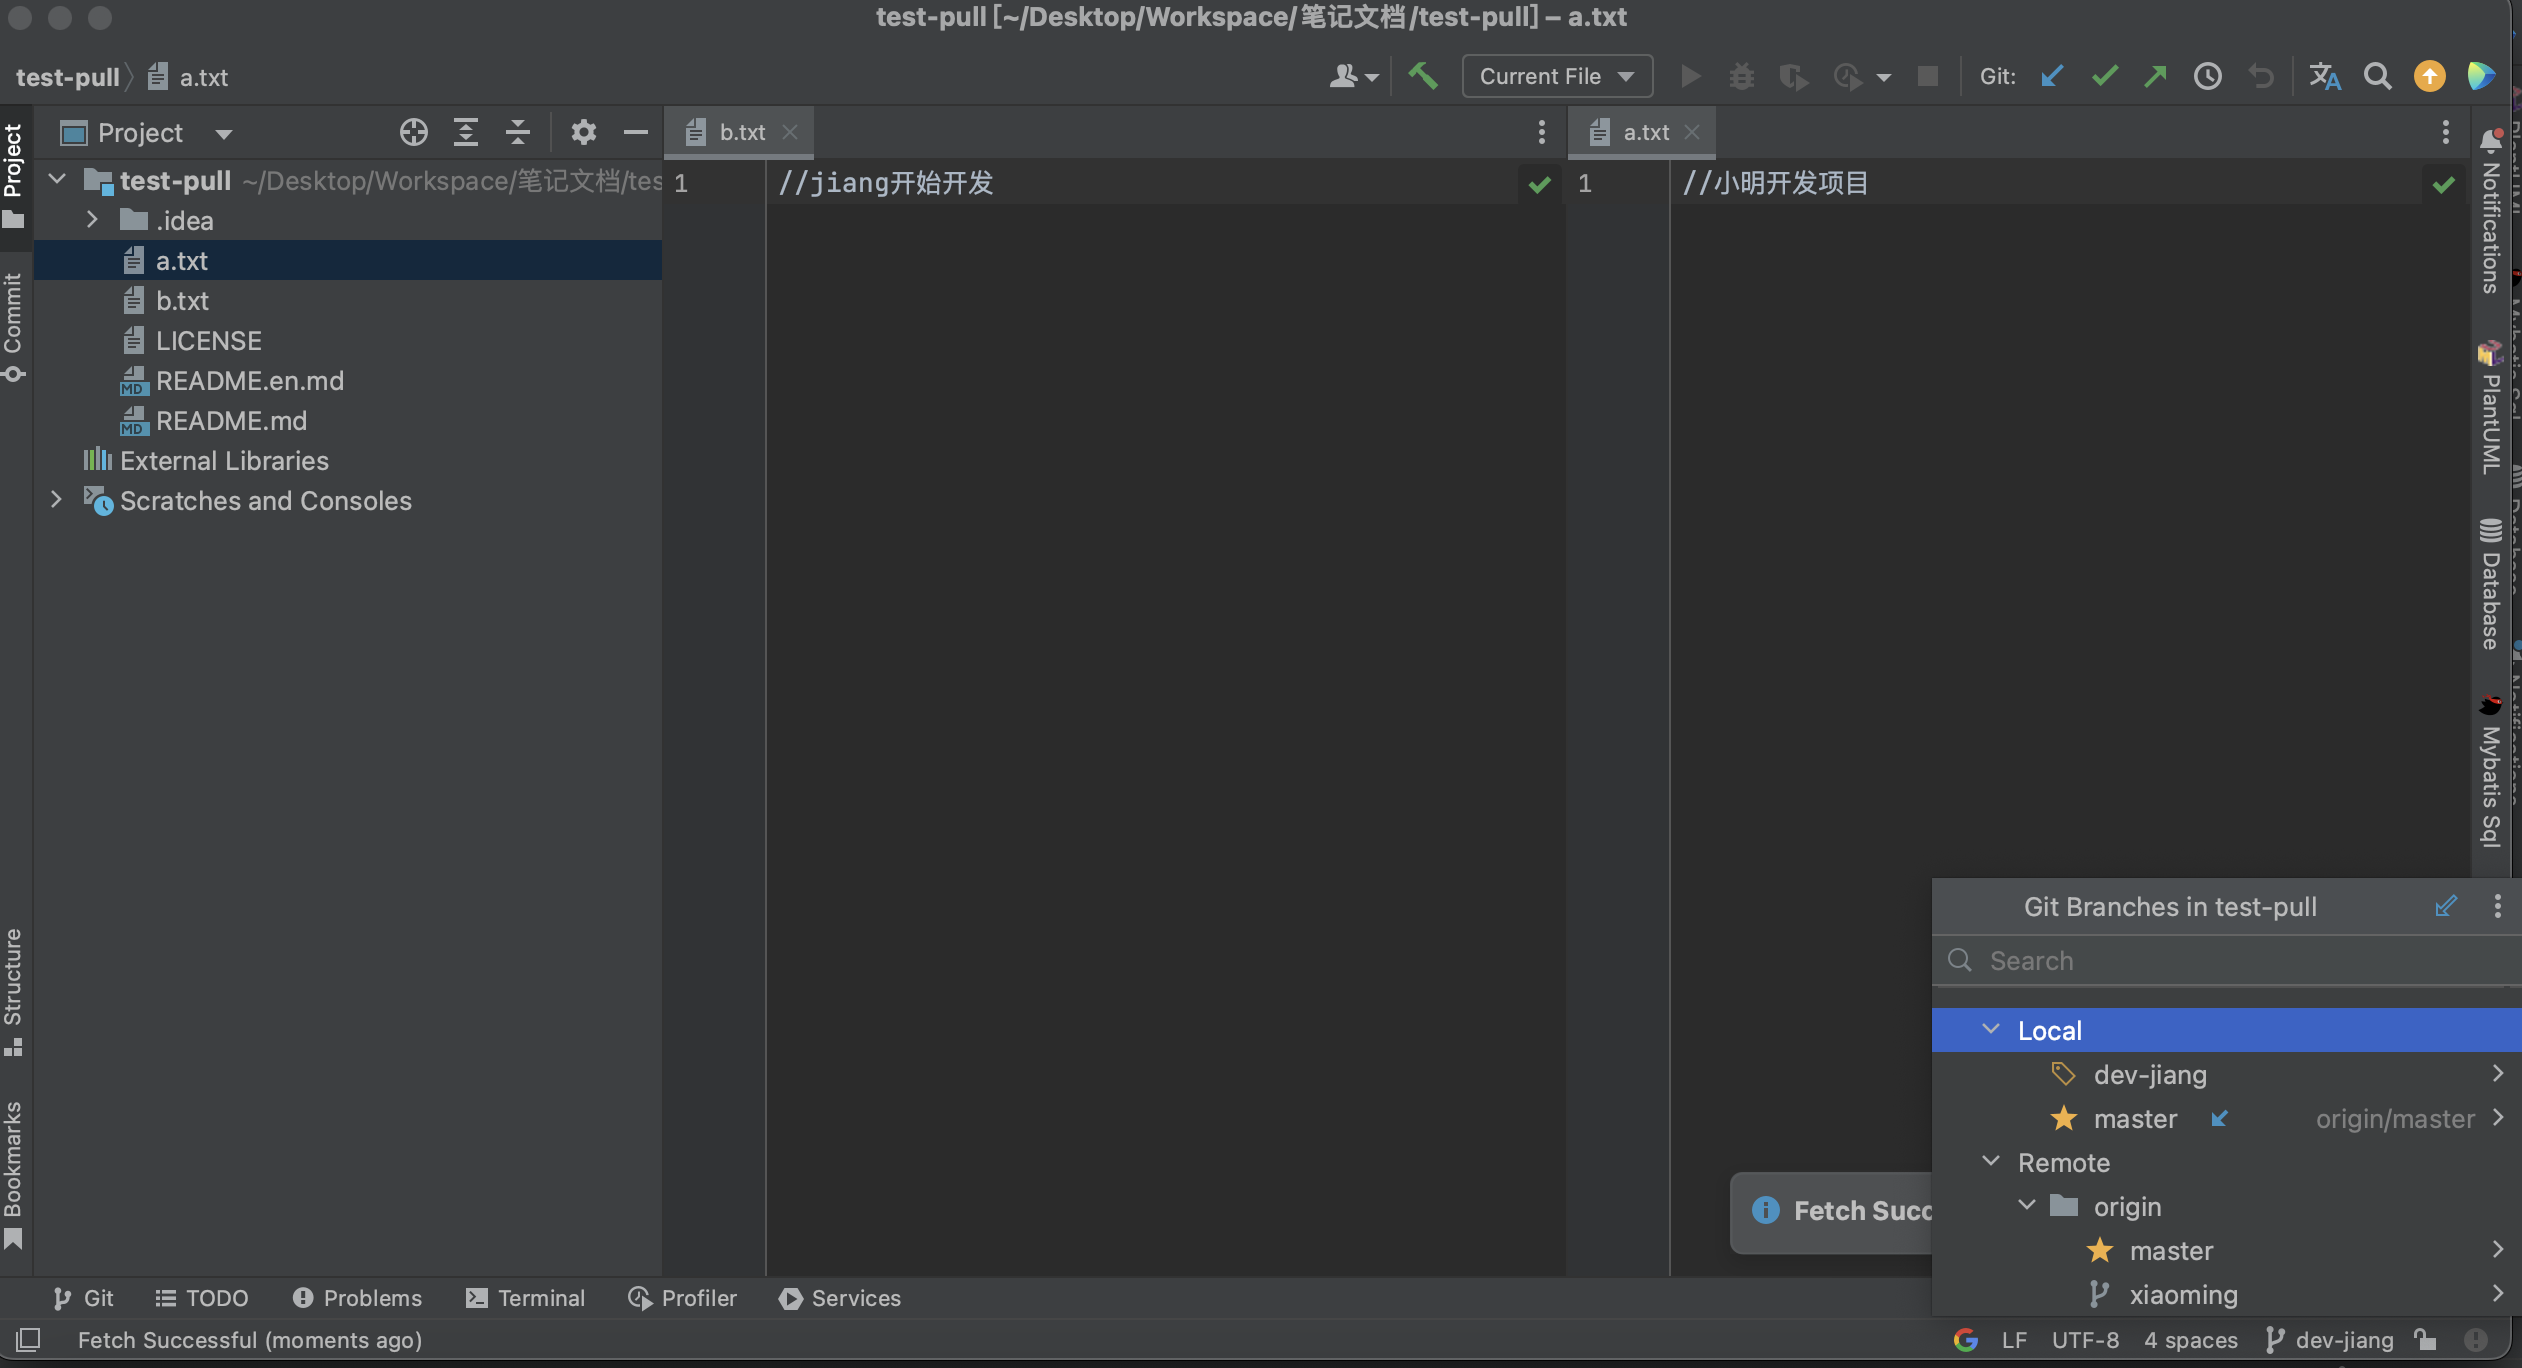 test-pull [~/Desktop/Workspace/笔记文档/test-pull] – a.txt
test-pull a.txt
Current File
Git:
Project
b.txt
a.txt
Project
Commit
Structure
Bookmarks
test-pull ~/Desktop/Workspace/笔记文档/tes
.idea
a.txt
b.txt
LICENSE
README.en.md
README.md
External Libraries
Scratches and Consoles
1 //jiang开始开发
1 //小明开发项目
Notifications
PlantUML
Database
Mybatis Sql
Git Branches in test-pull
Search
Local
dev-jiang
master origin/master
Remote
origin
master
xiaoming
Fetch Succ
Git TODO Problems Terminal Profiler Services
Fetch Successful (moments ago)
LF UTF-8 4 spaces dev-jiang